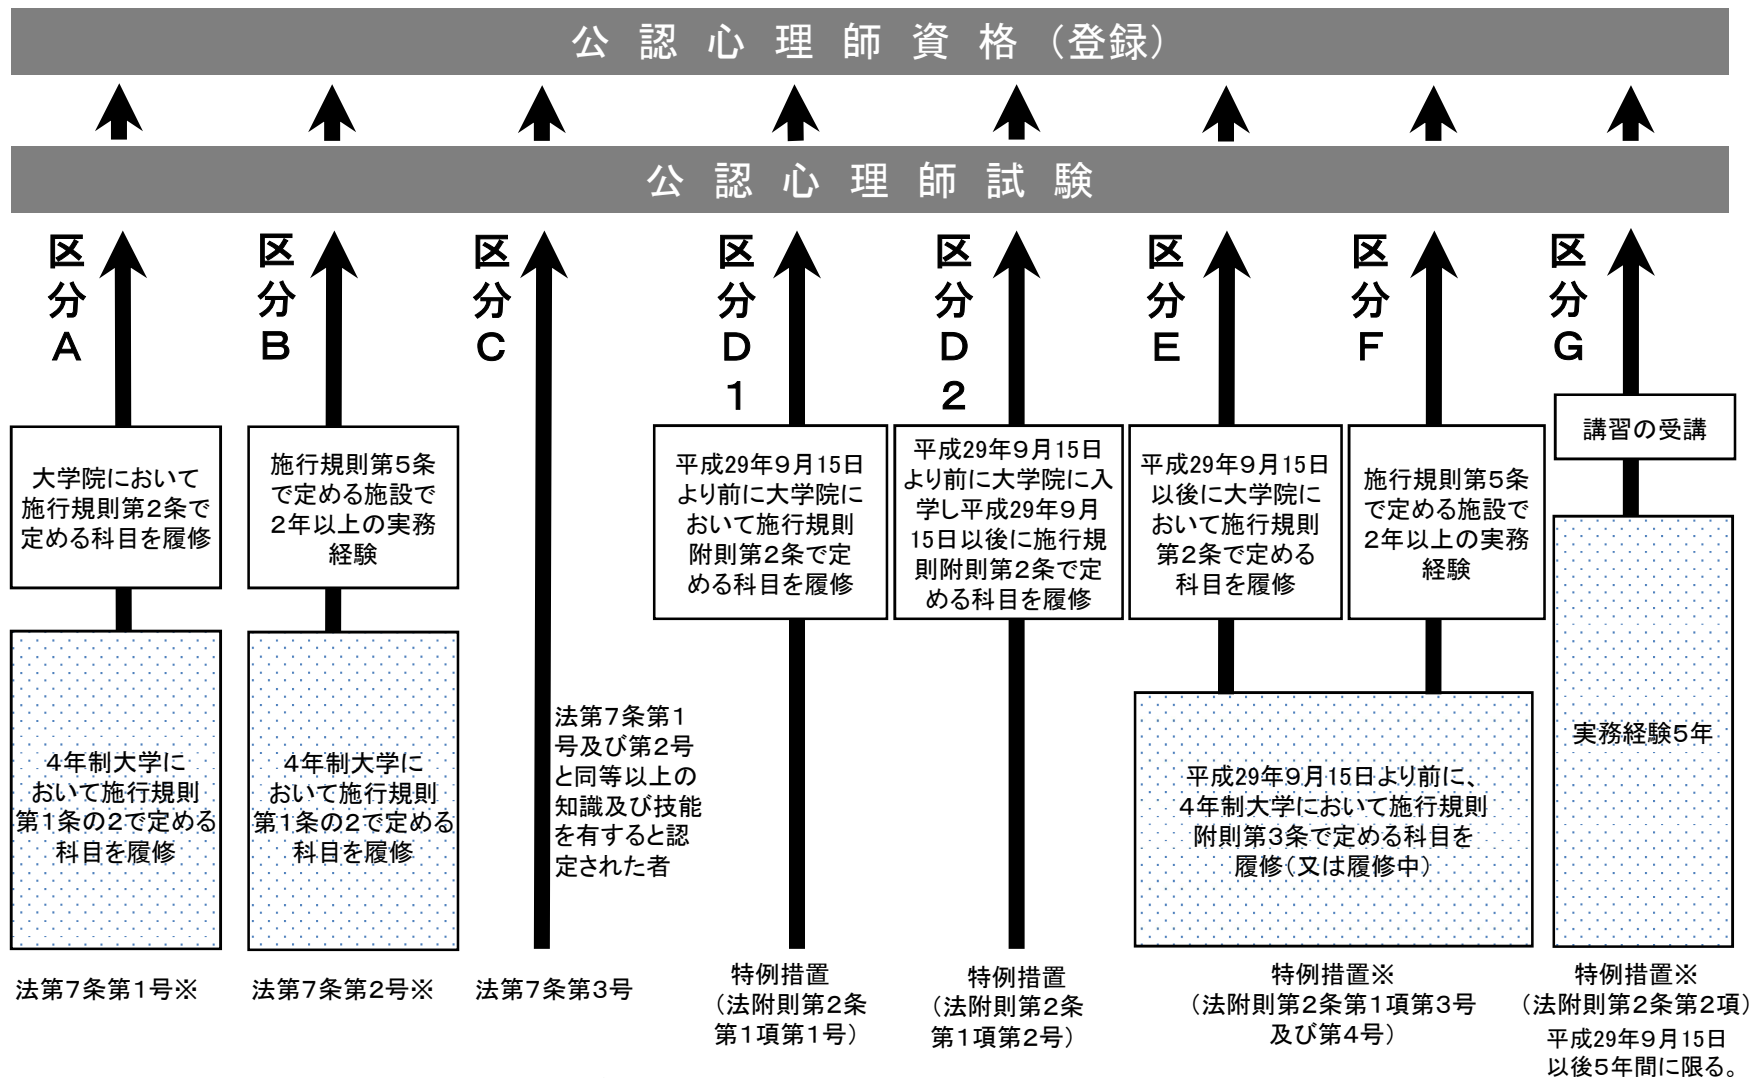 公認心理師資格（登録）
公認心理師試験
区分A
大学院において
施行規則第２条で
定める科目を履修
４年制大学に
おいて施行規則
第１条の２で定める
科目を履修
法第７条第１号※
区分B
施行規則第５条
で定める施設で
２年以上の実務
経験
４年制大学に
おいて施行規則
第１条の２で定める
科目を履修
法第７条第２号※
区分C
法第７条第１
号及び第２号
と同等以上の
知識及び技能
を有すると認
定された者
法第７条第３号
区分D１
平成29年９月15日
より前に大学院に
おいて施行規則
附則第２条で定
める科目を履修
特例措置
（法附則第２条
第１項第１号）
区分D２
平成29年９月15日
より前に大学院に入
学し平成29年９月
15日以後に施行規
則附則第２条で定
める科目を履修
特例措置
（法附則第２条
第１項第２号）
区分E
平成29年９月15日
以後に大学院に
おいて施行規則
第２条で定める
科目を履修
区分F
施行規則第５条
で定める施設で
２年以上の実務
経験
平成29年９月15日より前に、
４年制大学において施行規則
附則第３条で定める科目を
履修（又は履修中）
特例措置※
（法附則第２条第１項第３号
及び第４号）
区分G
講習の受講
実務経験５年
特例措置※
（法附則第２条第２項）
平成29年９月15日
以後５年間に限る。